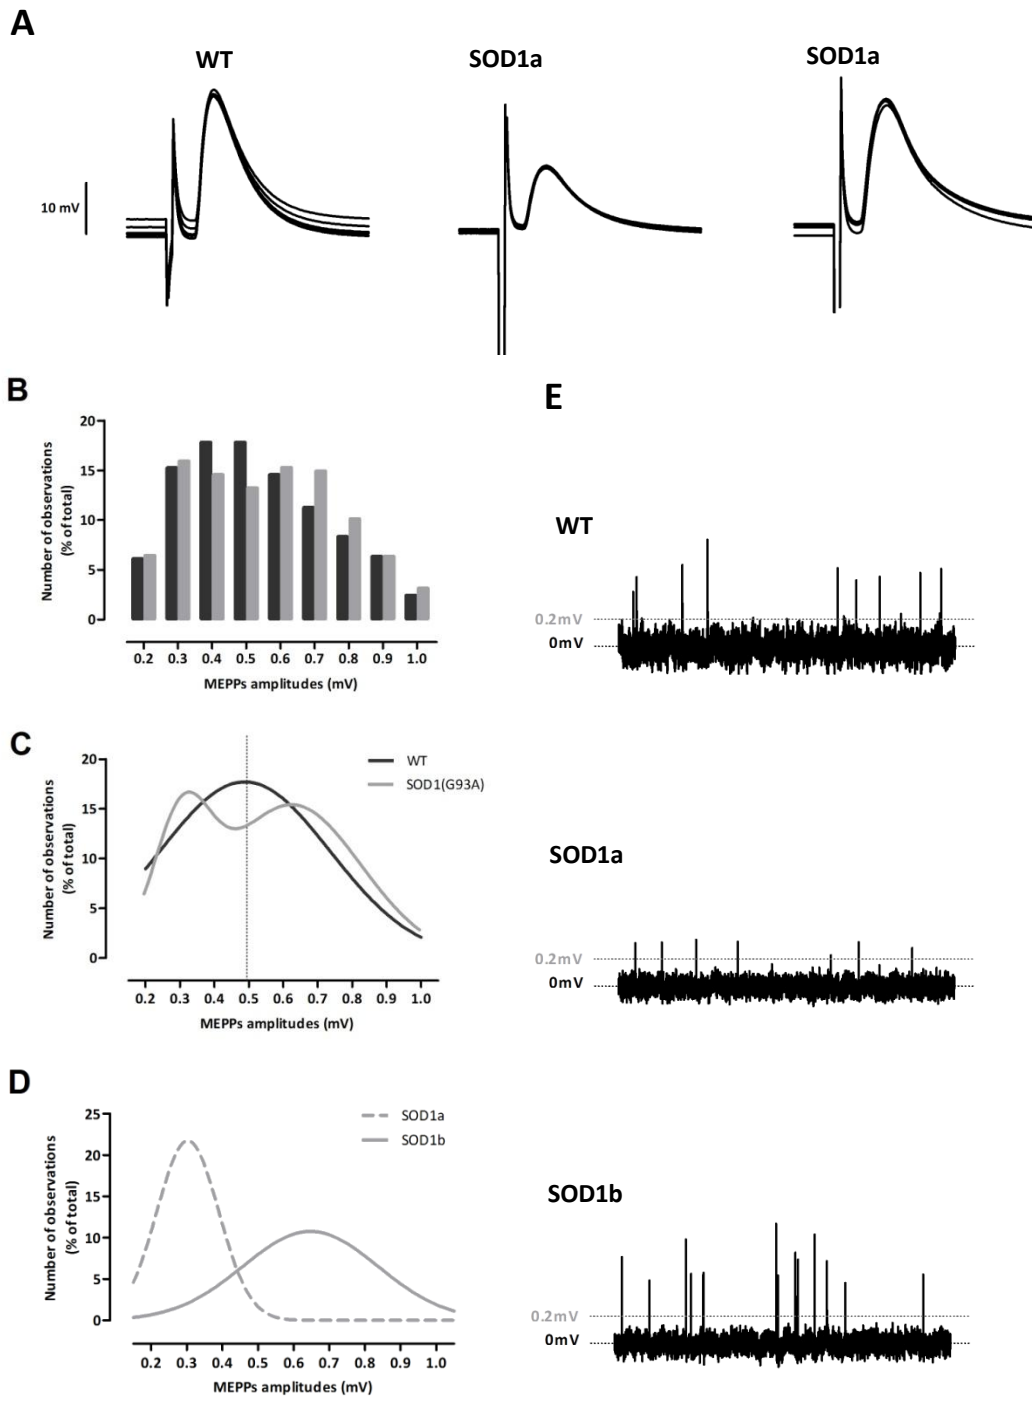 A
WT
SOD1a
SOD1a
10 mV
B
Number of observations
(% of total)
20
15
10
5
0
0.2 0.3 0.4 0.5 0.6 0.7 0.8 0.9 1.0
MEPPs amplitudes (mV)
C
Number of observations
(% of total)
20
15
10
5
0
WT
SOD1(G93A)
0.2 0.3 0.4 0.5 0.6 0.7 0.8 0.9 1.0
MEPPs amplitudes (mV)
D
Number of observations
(% of total)
25
20
15
10
5
0
SOD1a
SOD1b
0.2 0.3 0.4 0.5 0.6 0.7 0.8 0.9 1.0
MEPPs amplitudes (mV)
E
WT
0.2mV
0mV
SOD1a
0.2mV
0mV
SOD1b
0.2mV
0mV